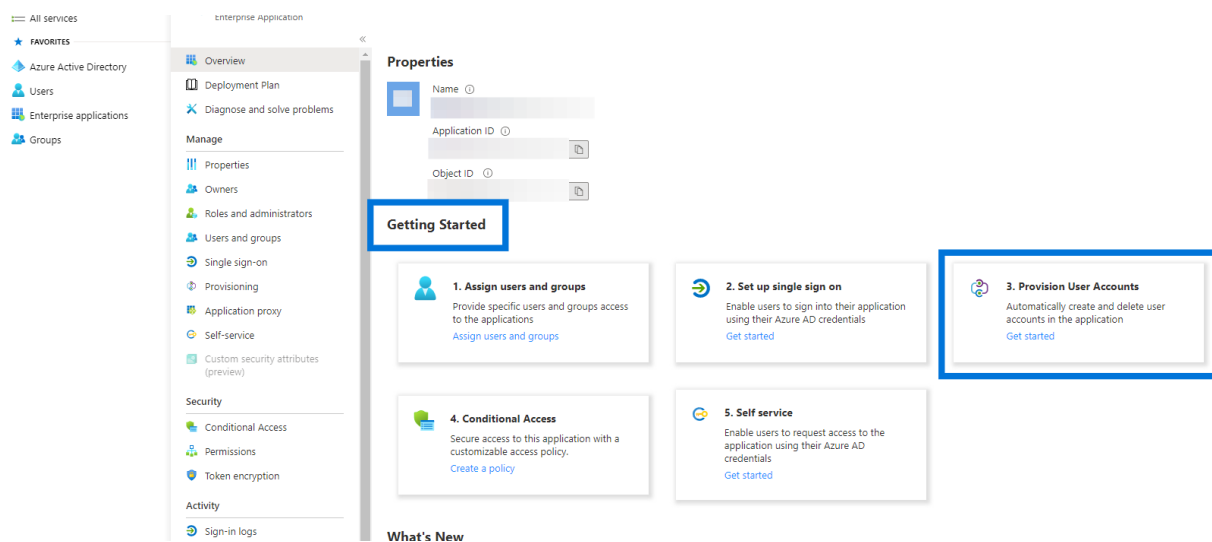 All services
FAVORITES
Azure Active Directory
Users
Enterprise applications
Groups
Enterprise Application
«
Overview
Deployment Plan
Diagnose and solve problems
Manage
Properties
Owners
Roles and administrators
Users and groups
Single sign-on
Provisioning
Application proxy
Self-service
Custom security attributes
(preview)
Security
Conditional Access
Permissions
Token encryption
Activity
Sign-in logs
Properties
Name
Application ID
Object ID
Getting Started
1. Assign users and groups
Provide specific users and groups access
to the applications
Assign users and groups
2. Set up single sign on
Enable users to sign into their application
using their Azure AD credentials
Get started
3. Provision User Accounts
Automatically create and delete user
accounts in the application
Get started
4. Conditional Access
Secure access to this application with a
customizable access policy.
Create a policy
5. Self service
Enable users to request access to the
application using their Azure AD
credentials
Get started
What's New